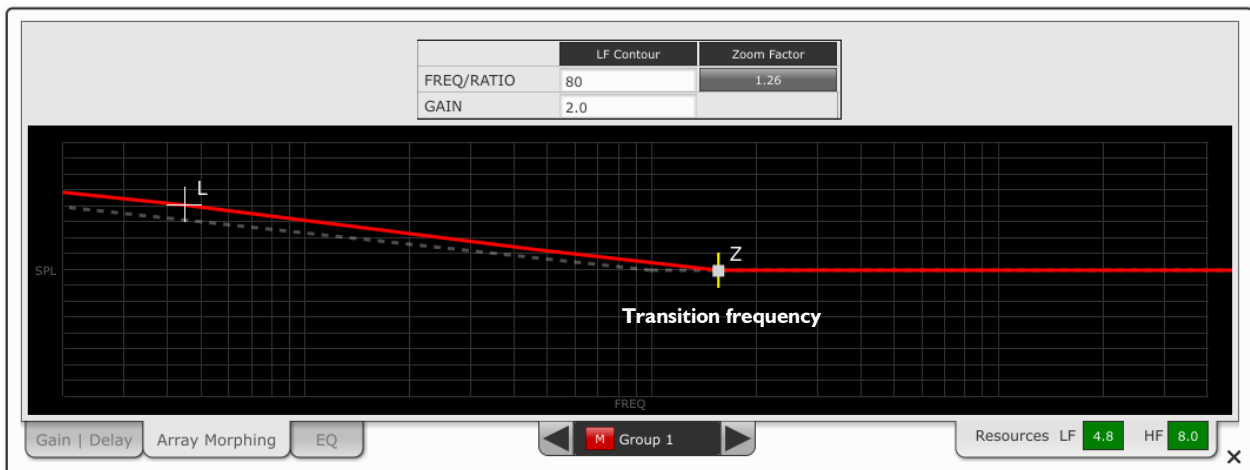 LF Contour Zoom Factor
FREQ/RATIO 80 1.26
GAIN 2.0
L
Z
SPL
Transition frequency
FREQ
Gain | Delay Array Morphing EQ M Group 1 Resources LF 4.8 HF 8.0